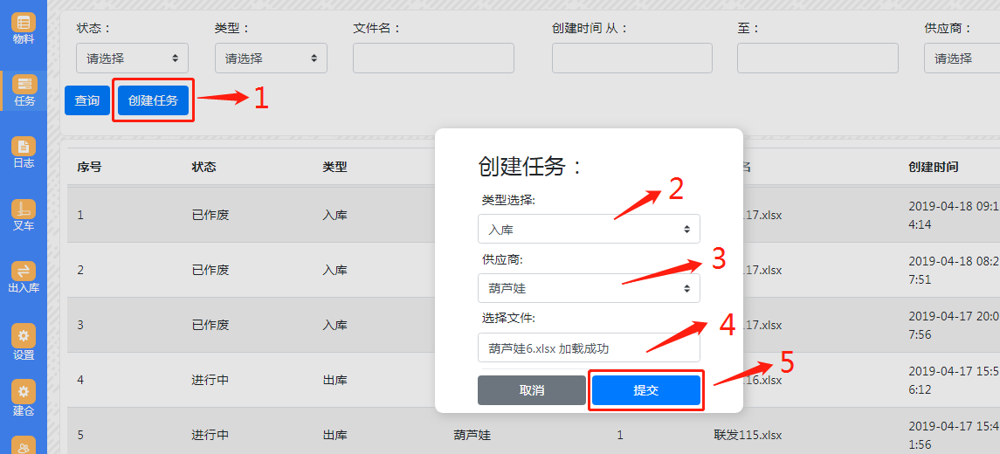 物料
任务
日志
叉车
出入库
设置
建仓
状态： 类型： 文件名： 创建时间 从： 至： 供应商：
请选择 请选择 请选择
查询 创建任务 1
序号 状态 类型 名 创建时间
1 已作废 入库 17.xlsx 2019-04-18 09:1
4:14
2 已作废 入库 17.xlsx 2019-04-18 08:2
7:51
3 已作废 入库 17.xlsx 2019-04-17 20:0
7:56
4 进行中 出库 16.xlsx 2019-04-17 15:5
6:12
5 进行中 出库 葫芦娃 1 联发115.xlsx 2019-04-17 15:4
1:56
创建任务：
类型选择: 2
入库
供应商: 3
葫芦娃
选择文件: 4
葫芦娃6.xlsx 加载成功
取消 提交 5